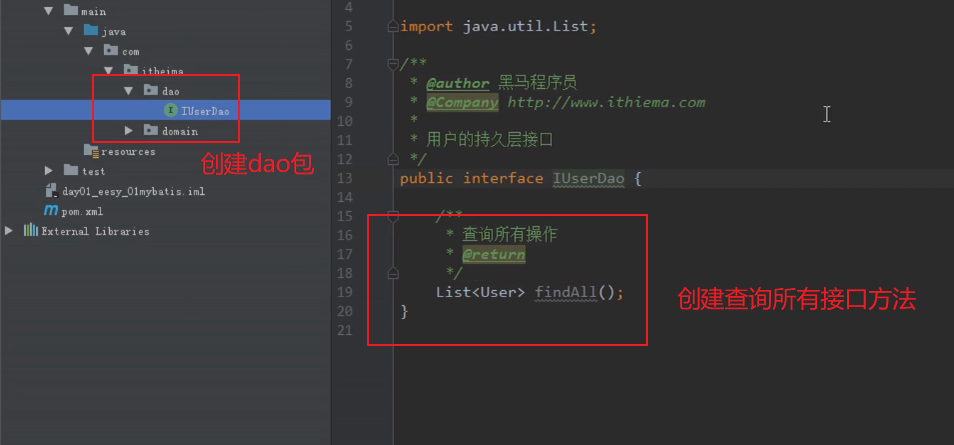 main
java
com
itheima
dao
IUserDao
domain
resources
test
day01_eesy_01mybatis.iml
pom.xml
External Libraries
创建dao包
4
5 import java.util.List;
6
7 /**
8 * @author 黑马程序员
9 * @Company http://www.ithiema.com
10 *
11 * 用户的持久层接口
12 */
13 public interface IUserDao {
14
15 /**
16 * 查询所有操作
17 * @return
18 */
19 List<User> findAll();
20 }
21
创建查询所有接口方法